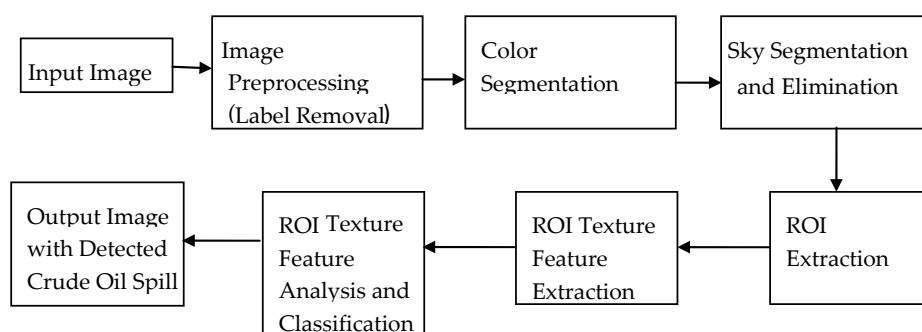 Input Image
Image
Preprocessing
(Label Removal)
Color
Segmentation
Sky Segmentation
and Elimination
ROI
Extraction
ROI Texture
Feature
Extraction
ROI Texture
Feature
Analysis and
Classification
Output Image
with Detected
Crude Oil Spill